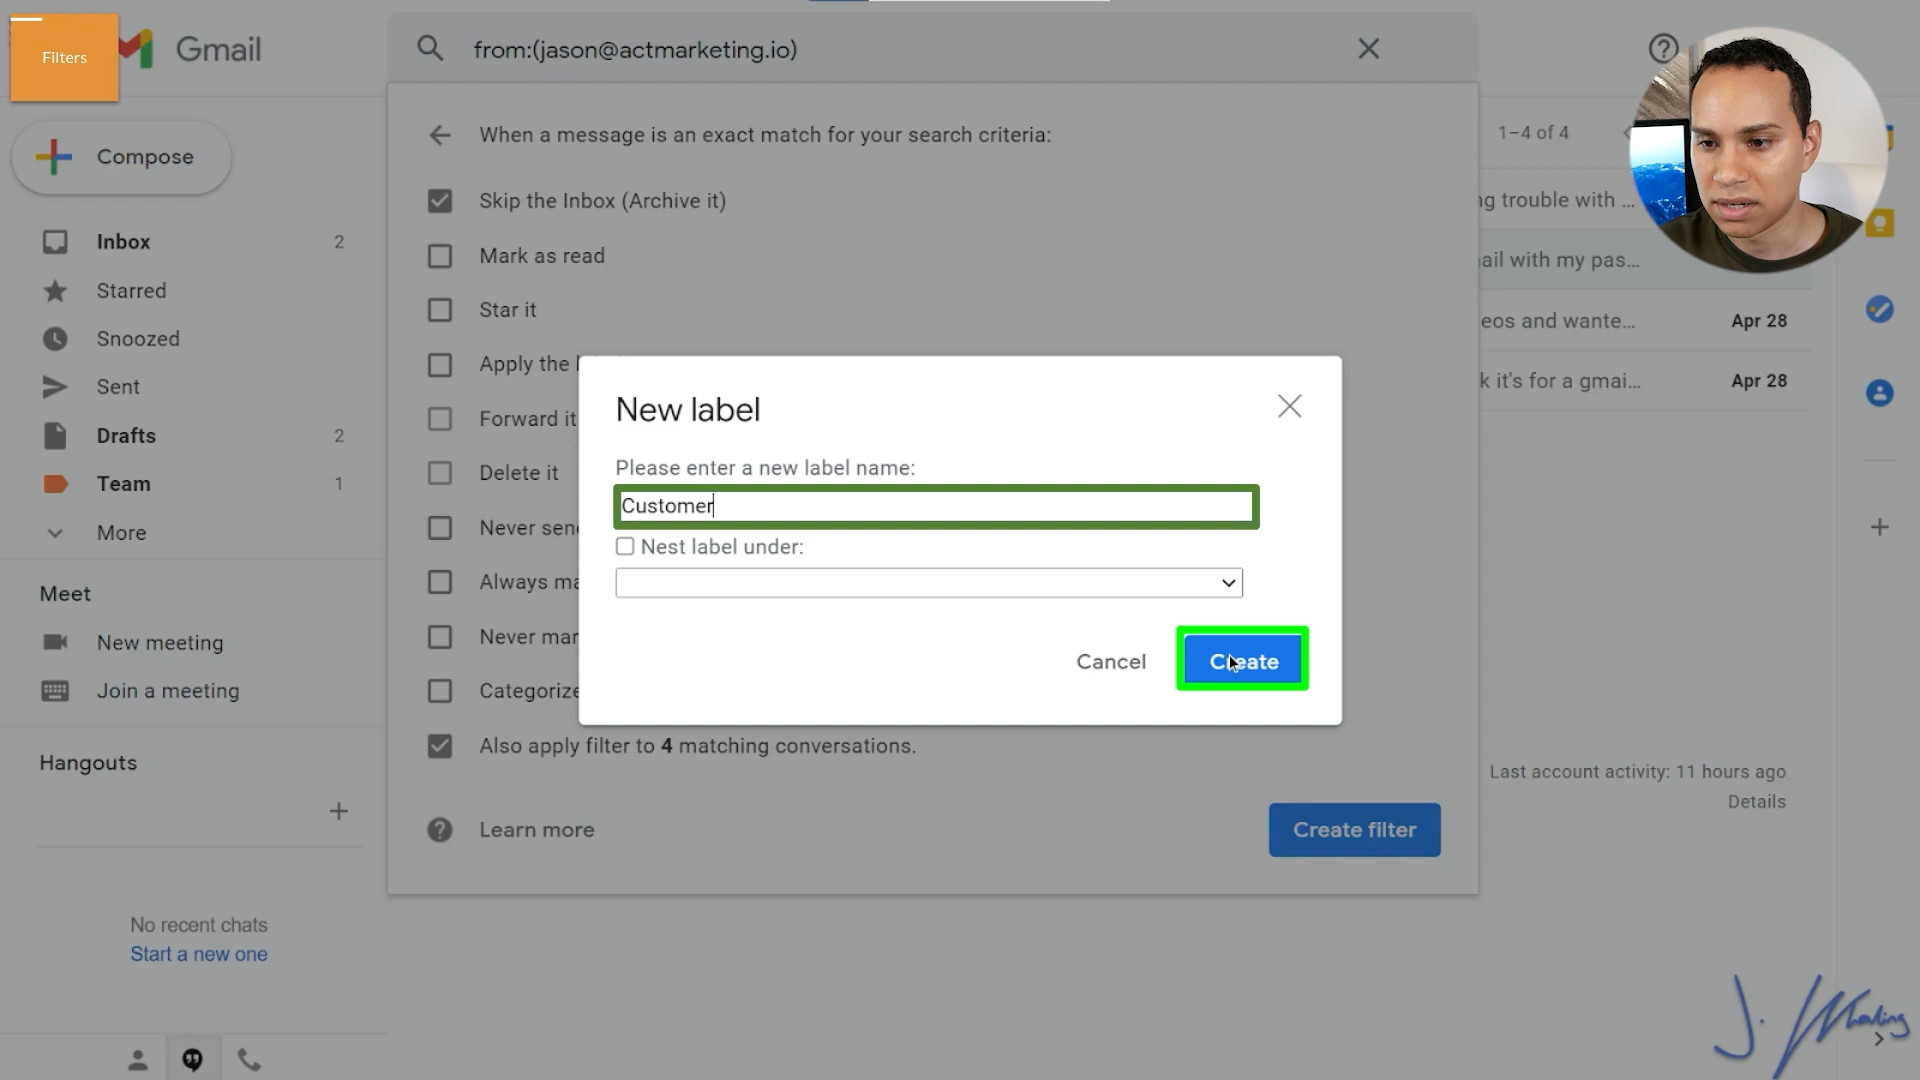 Filters
Gmail
from:(jason@actmarketing.io)
Compose
When a message is an exact match for your search criteria:
1–4 of 4
Skip the Inbox (Archive it)
trouble with ...
Inbox 2
Mark as read
ail with my pas...
Starred
Star it
eos and wante... Apr 28
Snoozed
Apply the
k it's for a gmai... Apr 28
Sent
New label
Forward it
Drafts 2
Please enter a new label name:
Delete it
Team 1
Customer
Never sen
More
Nest label under:
Always ma
Meet
Never mar
New meeting
Cancel
Create
Join a meeting
Categorize
Also apply filter to 4 matching conversations.
Hangouts
Last account activity: 11 hours ago
Details
Learn more
Create filter
No recent chats
Start a new one